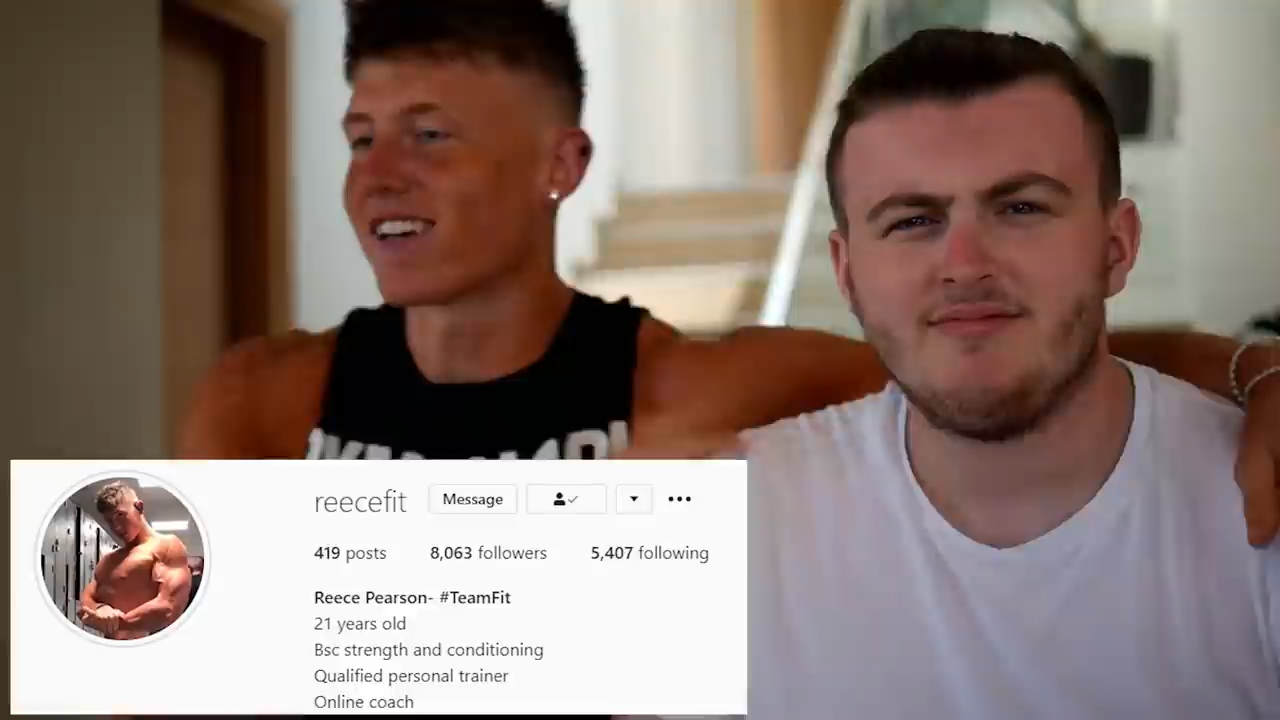 reecefit Message
419 posts 8,063 followers 5,407 following
Reece Pearson- #TeamFit
21 years old
Bsc strength and conditioning
Qualified personal trainer
Online coach